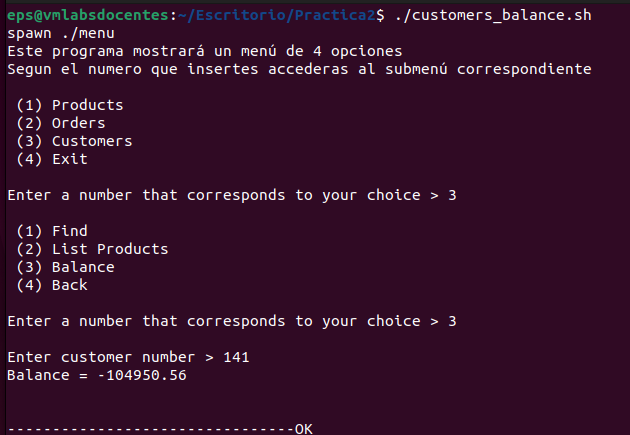 eps@vmlabsdocentes:~/Escritorio/Practica2$ ./customers_balance.sh
spawn ./menu
Este programa mostrará un menú de 4 opciones
Segun el numero que insertes accederas al submenú correspondiente
(1) Products
(2) Orders
(3) Customers
(4) Exit
Enter a number that corresponds to your choice > 3
(1) Find
(2) List Products
(3) Balance
(4) Back
Enter a number that corresponds to your choice > 3
Enter customer number > 141
Balance = -104950.56
--------------------------------OK